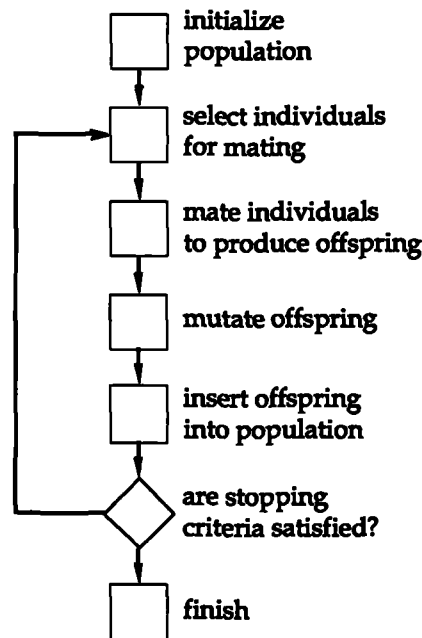 initialize
population
select individuals
for mating
mate individuals
to produce offspring
mutate offspring
insert offspring
into population
are stopping
criteria satisfied?
finish